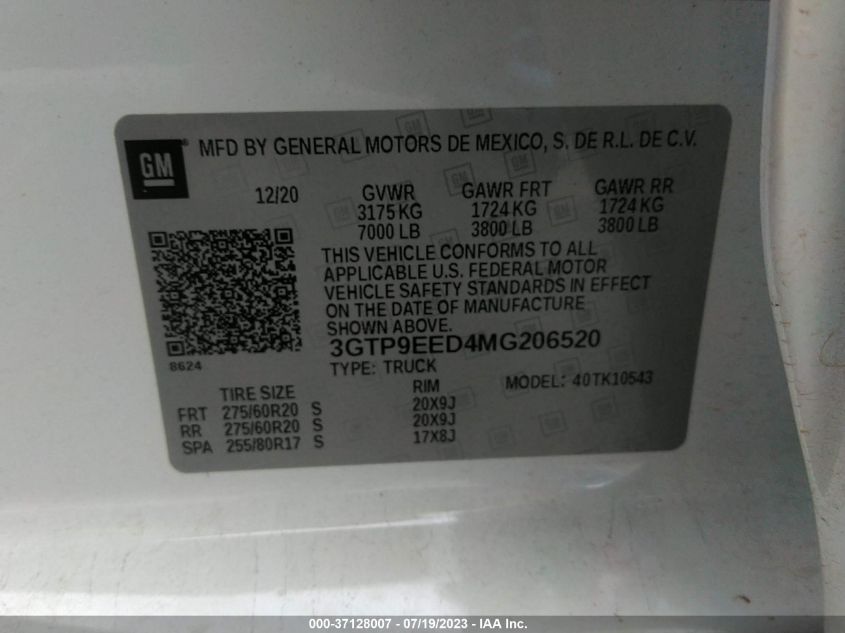 GM ® MFD BY GENERAL MOTORS DE MEXICO, S. DE R.L. DE C.V.
12/20 GVWR GAWR FRT GAWR RR
3175 KG 1724 KG 1724 KG
7000 LB 3800 LB 3800 LB
THIS VEHICLE CONFORMS TO ALL
APPLICABLE U.S. FEDERAL MOTOR
VEHICLE SAFETY STANDARDS IN EFFECT
ON THE DATE OF MANUFACTURE
SHOWN ABOVE.
3GTP9EED4MG206520
8624
TYPE: TRUCK MODEL: 40TK10543
TIRE SIZE RIM
FRT 275/60R20 S 20X9J
RR 275/60R20 S 20X9J
SPA 255/80R17 S 17X8J
000-37128007 / 07/19/2023 - IAA Inc.